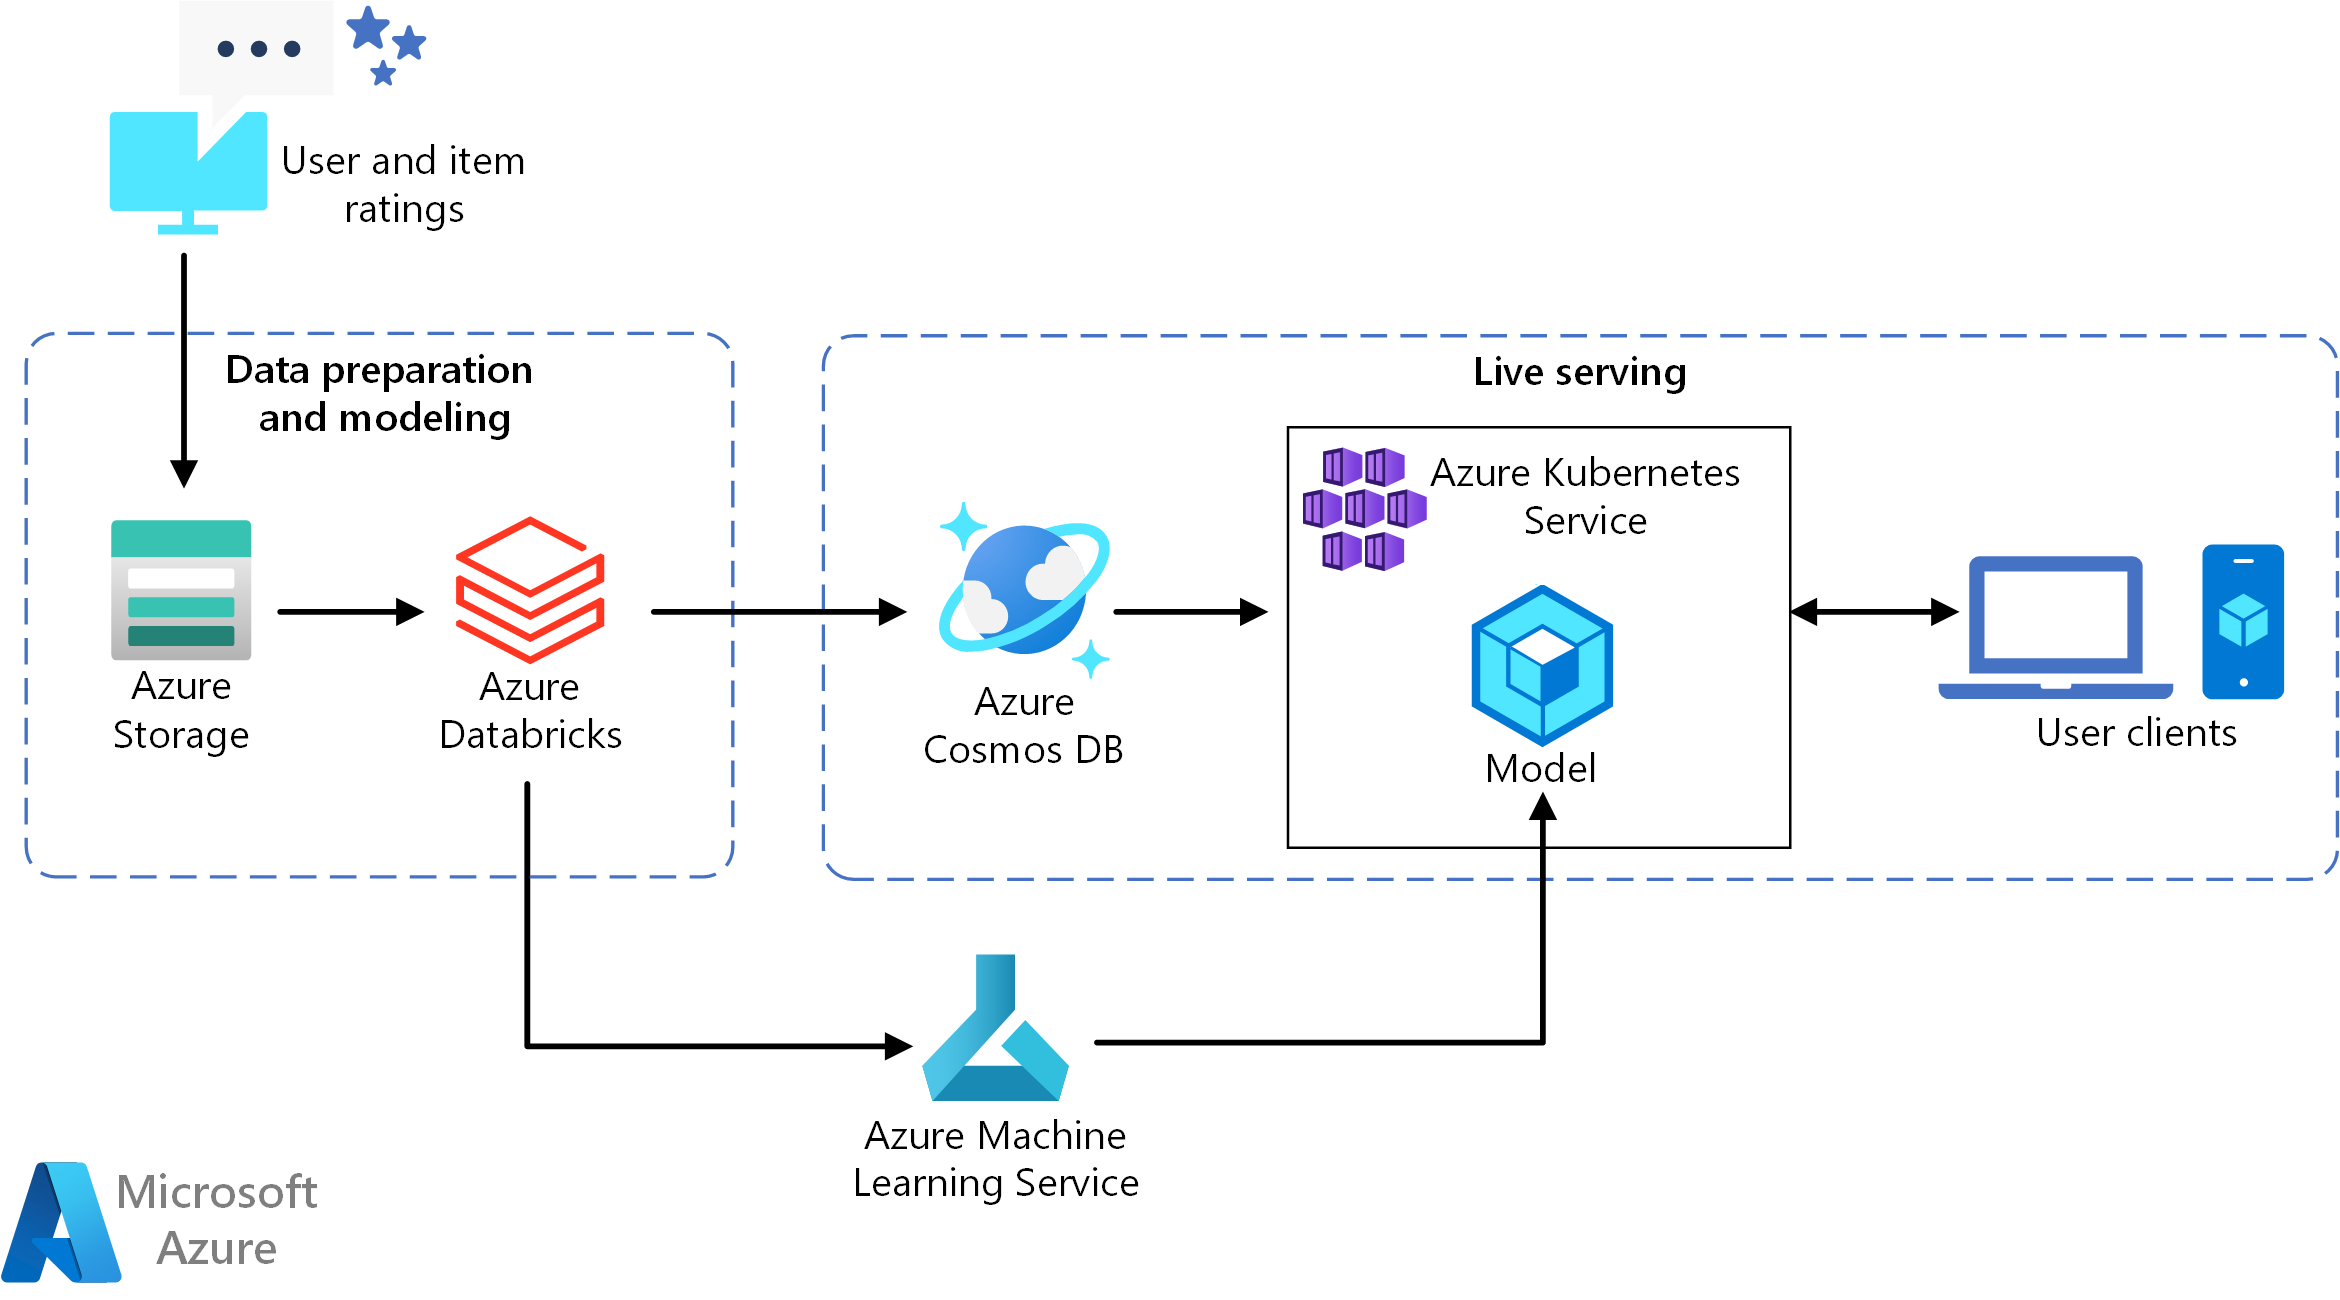 User and item
ratings
Data preparation
and modeling
Live serving
Azure Kubernetes
Service
Azure
Storage
Azure
Databricks
Azure
Cosmos DB
Model
User clients
Azure Machine
Learning Service
Microsoft
Azure